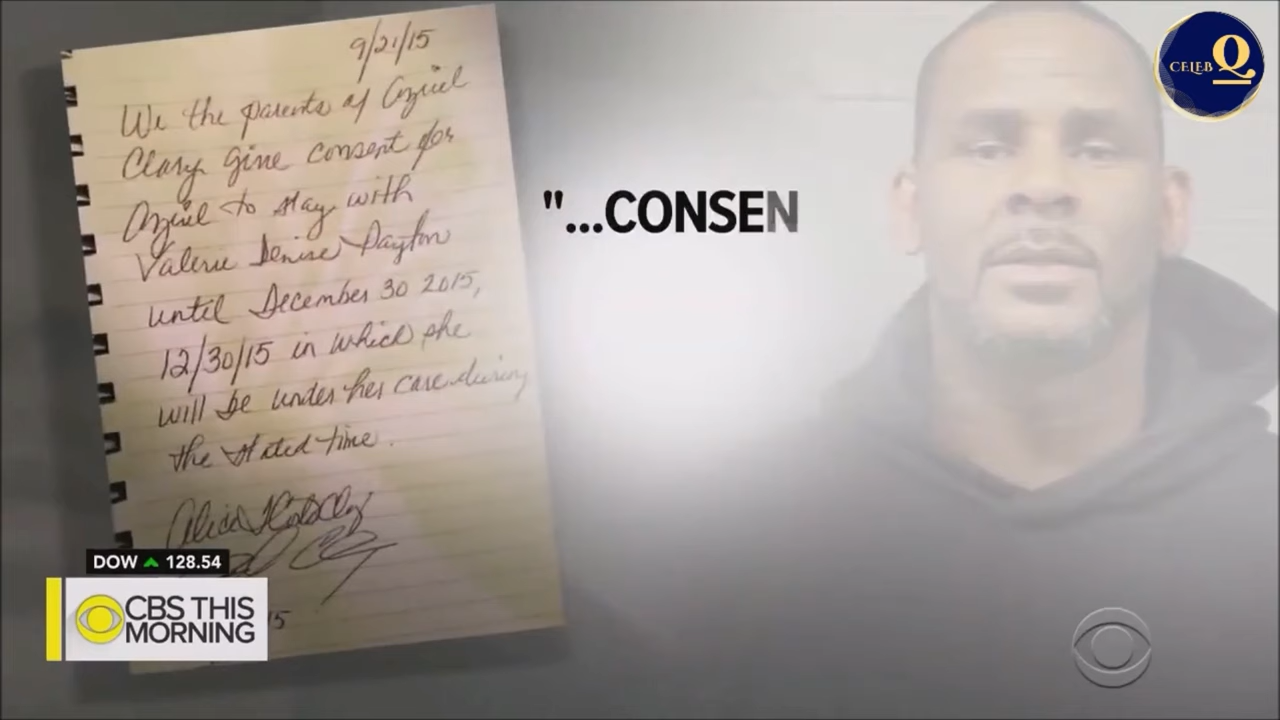 9/21/15
We the parents of Azriel
Clary give consent for
Azriel to stay with
Valerie Denise Payton
until December 30 2015,
12/30/15 in which she
will be under her care during
the stated time.
15
"...CONSEN
CELEB Q
DOW 128.54
CBS THIS
MORNING